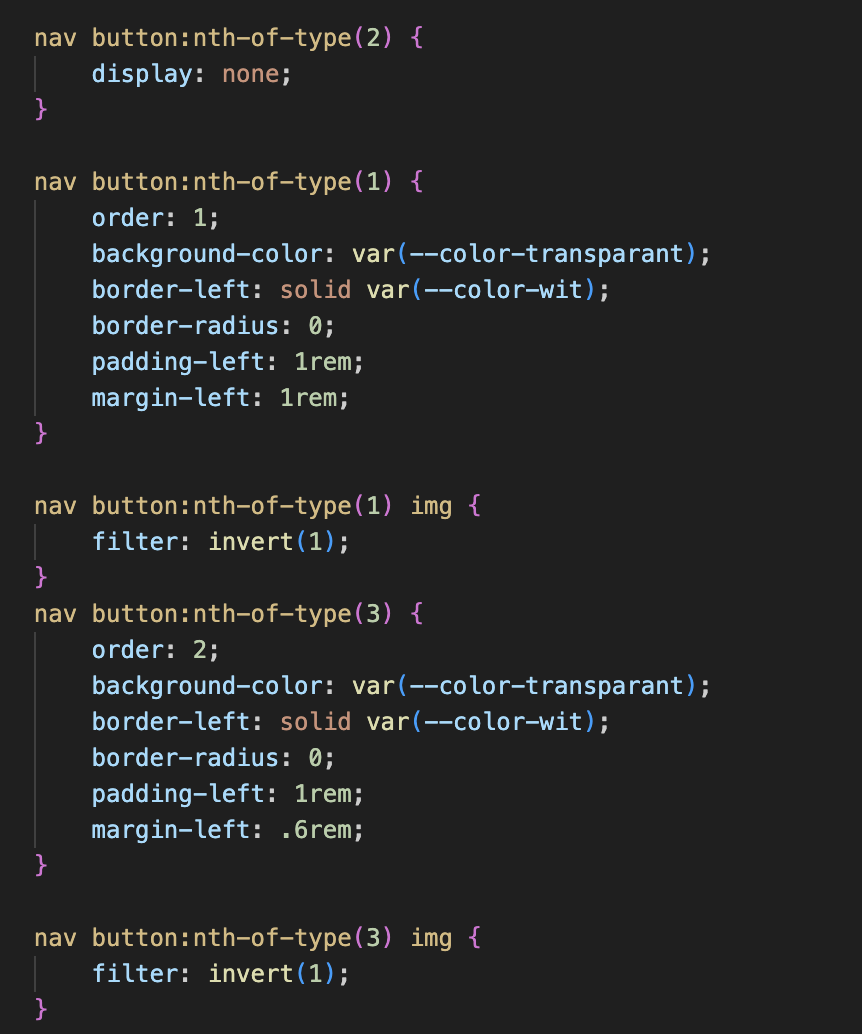 nav button:nth-of-type(2) {
    display: none;
}

nav button:nth-of-type(1) {
    order: 1;
    background-color: var(--color-transparant);
    border-left: solid var(--color-wit);
    border-radius: 0;
    padding-left: 1rem;
    margin-left: 1rem;
}

nav button:nth-of-type(1) img {
    filter: invert(1);
}
nav button:nth-of-type(3) {
    order: 2;
    background-color: var(--color-transparant);
    border-left: solid var(--color-wit);
    border-radius: 0;
    padding-left: 1rem;
    margin-left: .6rem;
}

nav button:nth-of-type(3) img {
    filter: invert(1);
}